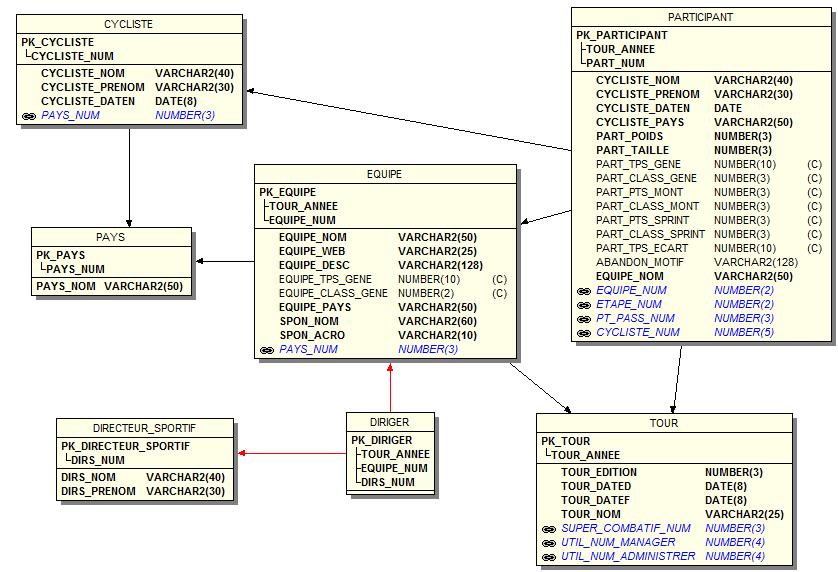 CYCLISTE
PK_CYCLISTE
CYCLISTE_NUM
CYCLISTE_NOM VARCHAR2(40)
CYCLISTE_PRENOM VARCHAR2(30)
CYCLISTE_DATEN DATE(8)
PAYS_NUM NUMBER(3)
PARTICIPANT
PK_PARTICIPANT
TOUR_ANNEE
PART_NUM
CYCLISTE_NOM VARCHAR2(40)
CYCLISTE_PRENOM VARCHAR2(30)
CYCLISTE_DATEN DATE
CYCLISTE_PAYS VARCHAR2(50)
PART_POIDS NUMBER(3)
PART_TAILLE NUMBER(3)
PART_TPS_GENE NUMBER(10) (C)
PART_CLASS_GENE NUMBER(3) (C)
PART_PTS_MONT NUMBER(3) (C)
PART_CLASS_MONT NUMBER(3) (C)
PART_PTS_SPRINT NUMBER(3) (C)
PART_CLASS_SPRINT NUMBER(3) (C)
PART_TPS_ECART NUMBER(10) (C)
ABANDON_MOTIF VARCHAR2(128)
EQUIPE_NOM VARCHAR2(50)
EQUIPE_NUM NUMBER(2)
ETAPE_NUM NUMBER(2)
PT_PASS_NUM NUMBER(3)
CYCLISTE_NUM NUMBER(5)
EQUIPE
PK_EQUIPE
TOUR_ANNEE
EQUIPE_NUM
EQUIPE_NOM VARCHAR2(50)
EQUIPE_WEB VARCHAR2(25)
EQUIPE_DESC VARCHAR2(128)
EQUIPE_TPS_GENE NUMBER(10) (C)
EQUIPE_CLASS_GENE NUMBER(2) (C)
EQUIPE_PAYS VARCHAR2(50)
SPON_NOM VARCHAR2(60)
SPON_ACRO VARCHAR2(10)
PAYS_NUM NUMBER(3)
PAYS
PK_PAYS
PAYS_NUM
PAYS_NOM VARCHAR2(50)
DIRECTEUR_SPORTIF
PK_DIRECTEUR_SPORTIF
DIRS_NUM
DIRS_NOM VARCHAR2(40)
DIRS_PRENOM VARCHAR2(30)
DIRIGER
PK_DIRIGER
TOUR_ANNEE
EQUIPE_NUM
DIRS_NUM
TOUR
PK_TOUR
TOUR_ANNEE
TOUR_EDITION NUMBER(3)
TOUR_DATED DATE(8)
TOUR_DATEF DATE(8)
TOUR_NOM VARCHAR2(25)
SUPER_COMBATIF_NUM NUMBER(3)
UTIL_NUM_MANAGER NUMBER(4)
UTIL_NUM_ADMINISTRER NUMBER(4)